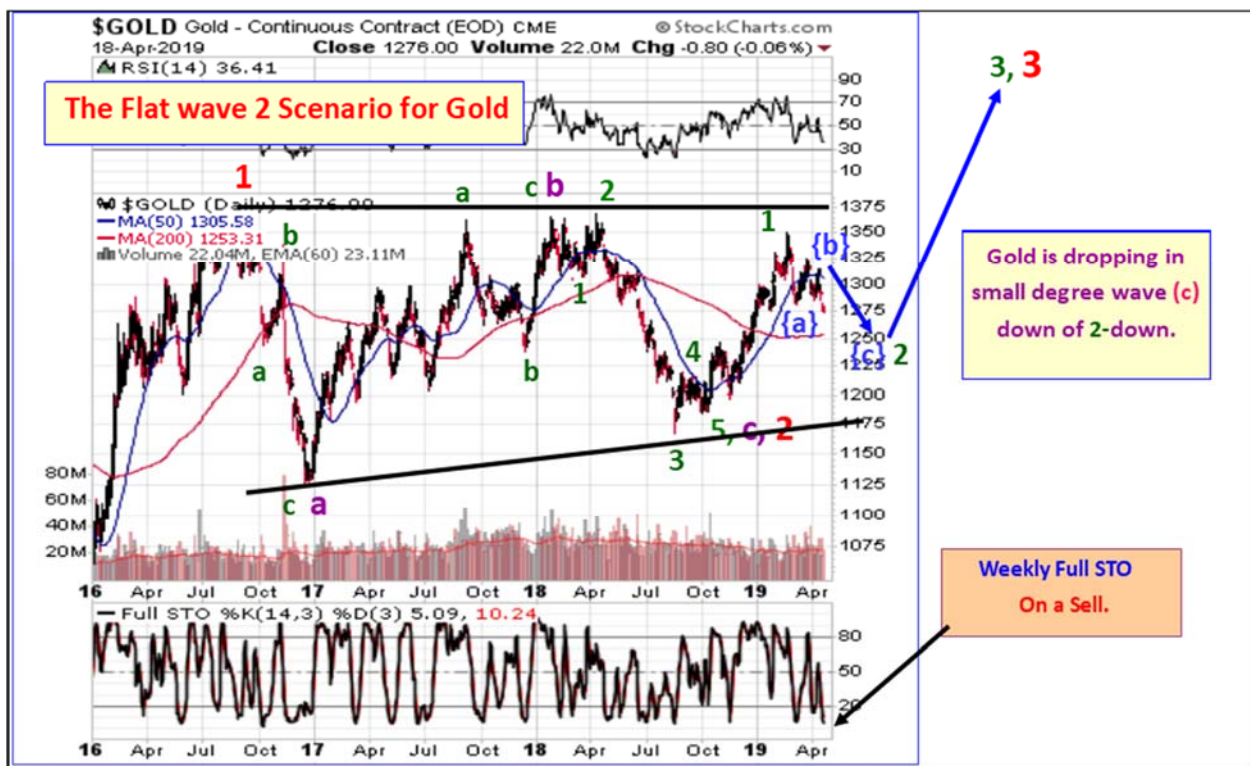 $GOLD Gold - Continuous Contract (EOD) CME © StockCharts.com
18-Apr-2019 Close 1276.00 Volume 22.0M Chg -0.80 (-0.06%)
RSI(14) 36.41
The Flat wave 2 Scenario for Gold
90
70
50
30
10
3, 3
1
a
c b
2
$GOLD (Daily) 1276.00
MA(50) 1305.58
MA(200) 1253.31
Volume 22.04M, EMA(60) 23.11M
b
1
{b}
1
{a}
a
b
4
{c} 2
5, c, 2
3
c a
1375
1350
1325
1300
1275
1250
1225
1200
1175
1150
1125
1100
1075
80M
60M
40M
20M
Gold is dropping in
small degree wave (c)
down of 2-down.
16 Apr Jul Oct 17 Apr Jul Oct 18 Apr Jul Oct 19 Apr
Full STO %K(14,3) %D(3) 5.09, 10.24
80
50
20
Weekly Full STO
On a Sell.
16 Apr Jul Oct 17 Apr Jul Oct 18 Apr Jul Oct 19 Apr